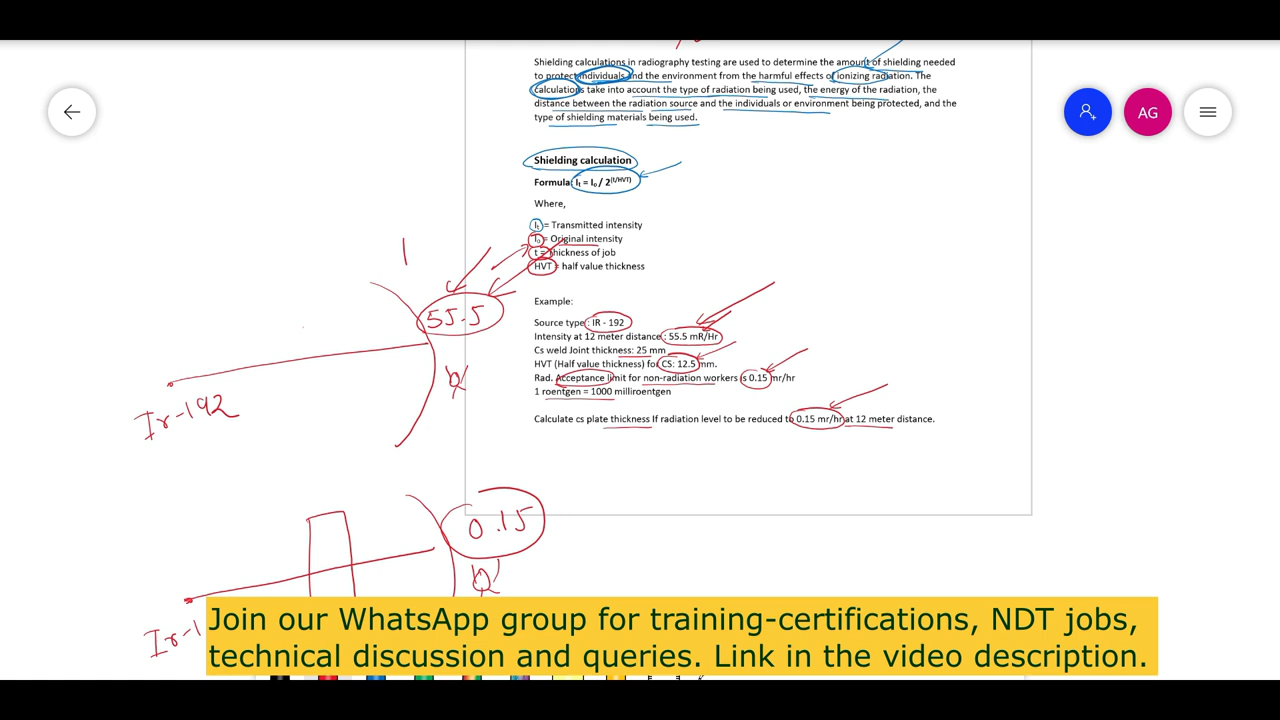 Shielding calculations in radiography testing are used to determine the amount of shielding needed
to protect individuals and the environment from the harmful effects of ionizing radiation. The
calculations take into account the type of radiation being used, the energy of the radiation, the
distance between the radiation source and the individuals or environment being protected, and the
type of shielding materials being used.
AG
Shielding calculation
Formula: Iₜ = Iₒ / 2^(t/HVT)
Where,
Iₜ = Transmitted intensity
Iₒ = Original intensity
t = Thickness of job
HVT = half value thickness
Example:
Source type : IR - 192
Intensity at 12 meter distance : 55.5 mR/Hr
Cs weld Joint thickness: 25 mm
HVT (Half value thickness) for CS: 12.5 mm.
Rad. Acceptance limit for non-radiation workers is 0.15 mr/hr
1 roentgen = 1000 milliroentgen
Calculate cs plate thickness If radiation level to be reduced to 0.15 mr/hr at 12 meter distance.
55.5
Ir-192
0.15
Ir-1
Join our WhatsApp group for training-certifications, NDT jobs,
technical discussion and queries. Link in the video description.